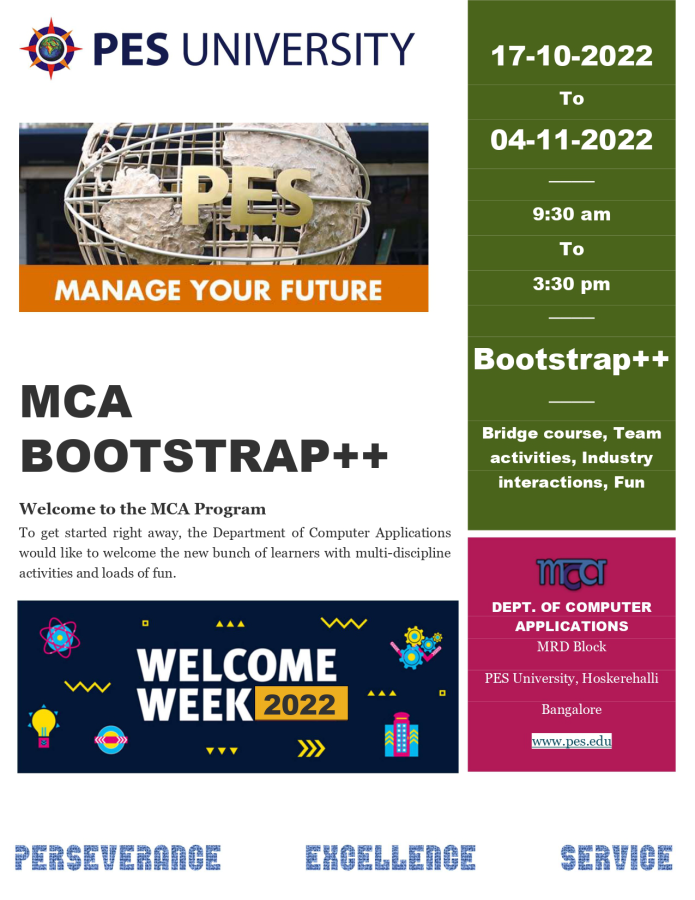 PES UNIVERSITY
PES
MANAGE YOUR FUTURE
MCA
BOOTSTRAP++
Welcome to the MCA Program
To get started right away, the Department of Computer Applications
would like to welcome the new bunch of learners with multi-discipline
activities and loads of fun.
WELCOME
WEEK 2022
17-10-2022
To
04-11-2022
9:30 am
To
3:30 pm
Bootstrap++
Bridge course, Team
activities, Industry
interactions, Fun
mca
DEPT. OF COMPUTER
APPLICATIONS
MRD Block
PES University, Hoskerehalli
Bangalore
www.pes.edu
PERSEVERANCE EXCELLENCE SERVICE